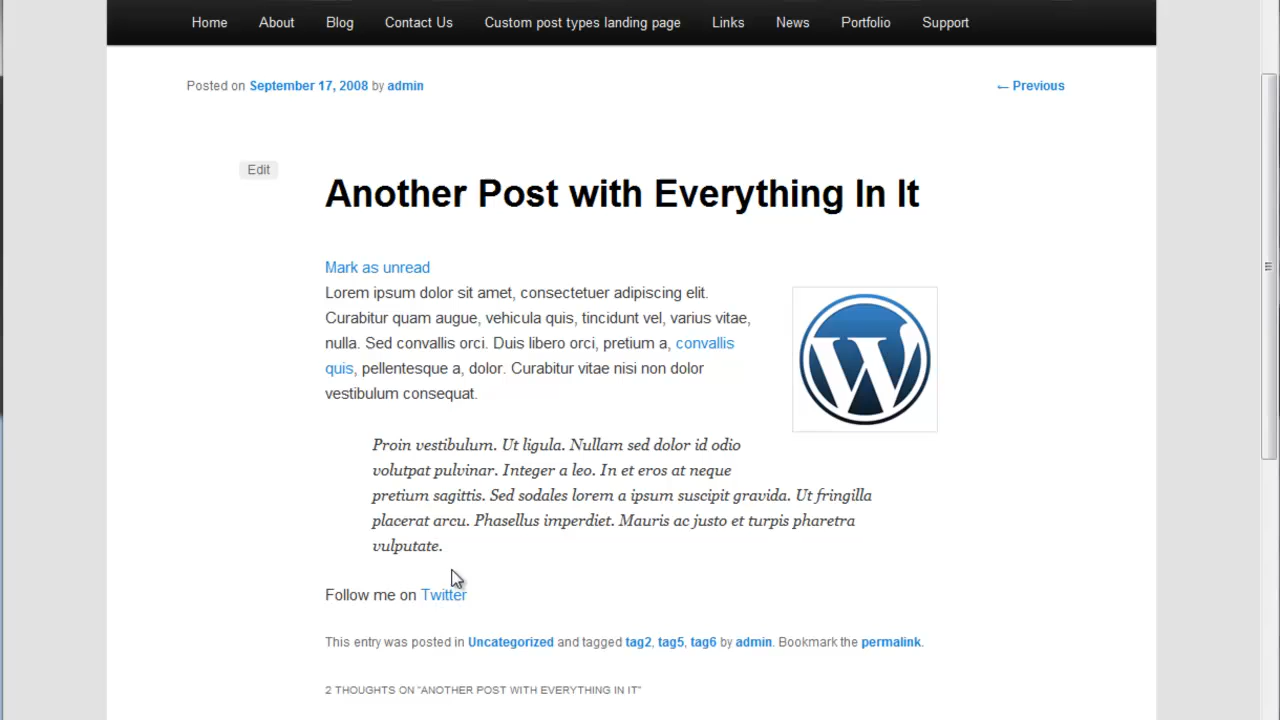 Home About Blog Contact Us Custom post types landing page Links News Portfolio Support
Posted on September 17, 2008 by admin
← Previous
Edit
Another Post with Everything In It
Mark as unread
Lorem ipsum dolor sit amet, consectetuer adipiscing elit.
Curabitur quam augue, vehicula quis, tincidunt vel, varius vitae,
nulla. Sed convallis orci. Duis libero orci, pretium a, convallis
quis, pellentesque a, dolor. Curabitur vitae nisi non dolor
vestibulum consequat.
Proin vestibulum. Ut ligula. Nullam sed dolor id odio
volutpat pulvinar. Integer a leo. In et eros at neque
pretium sagittis. Sed sodales lorem a ipsum suscipit gravida. Ut fringilla
placerat arcu. Phasellus imperdiet. Mauris ac justo et turpis pharetra
vulputate.
Follow me on Twitter
This entry was posted in Uncategorized and tagged tag2, tag5, tag6 by admin. Bookmark the permalink.
2 THOUGHTS ON “ANOTHER POST WITH EVERYTHING IN IT”